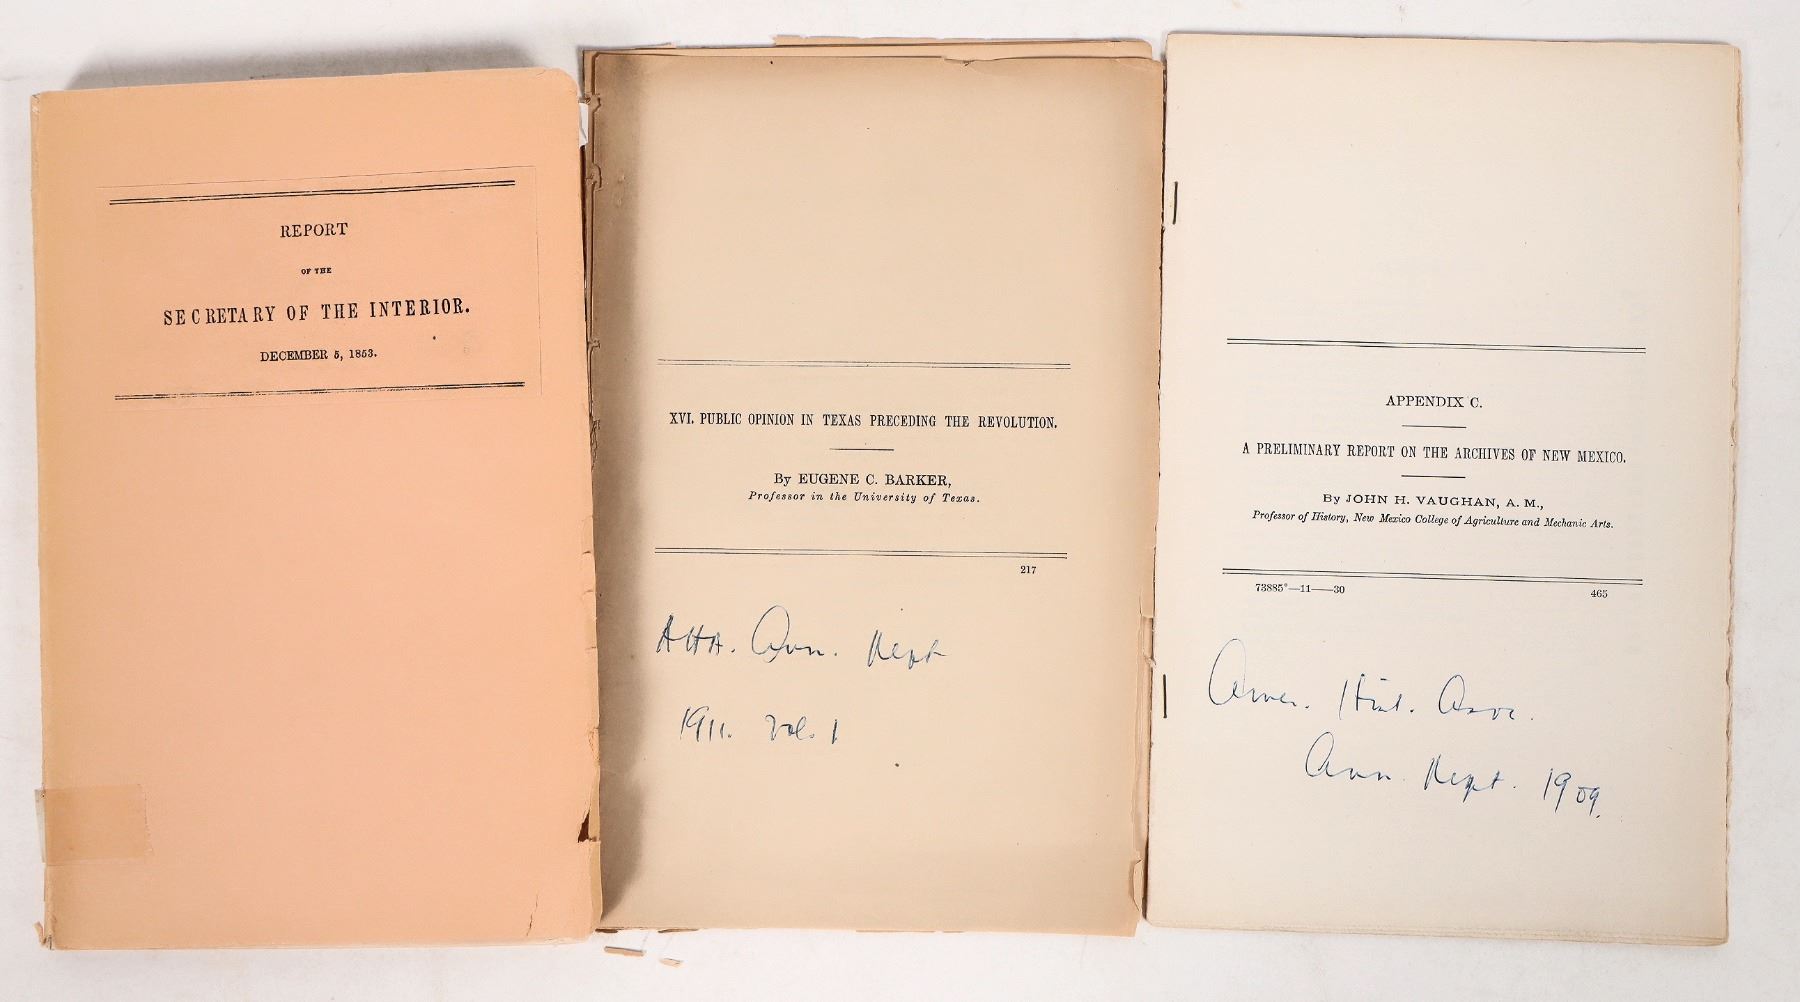 REPORT
OF THE
SECRETARY OF THE INTERIOR.
DECEMBER 5, 1853.
XVI. PUBLIC OPINION IN TEXAS PRECEDING THE REVOLUTION.
By EUGENE C. BARKER,
Professor in the University of Texas.
217
AHA. Ann. Rept
1911. Vol. 1
APPENDIX C.
A PRELIMINARY REPORT ON THE ARCHIVES OF NEW MEXICO.
By JOHN H. VAUGHAN, A. M.,
Professor of History, New Mexico College of Agriculture and Mechanic Arts.
73885°—11——30 465
Amer. Hist. Assoc.
Ann. Rept. 1909.